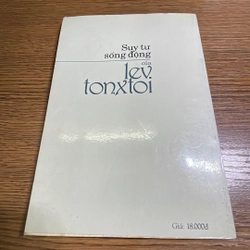 Suy tư
sống động
của
lev
tonxtoi
Giá: 18.000đ